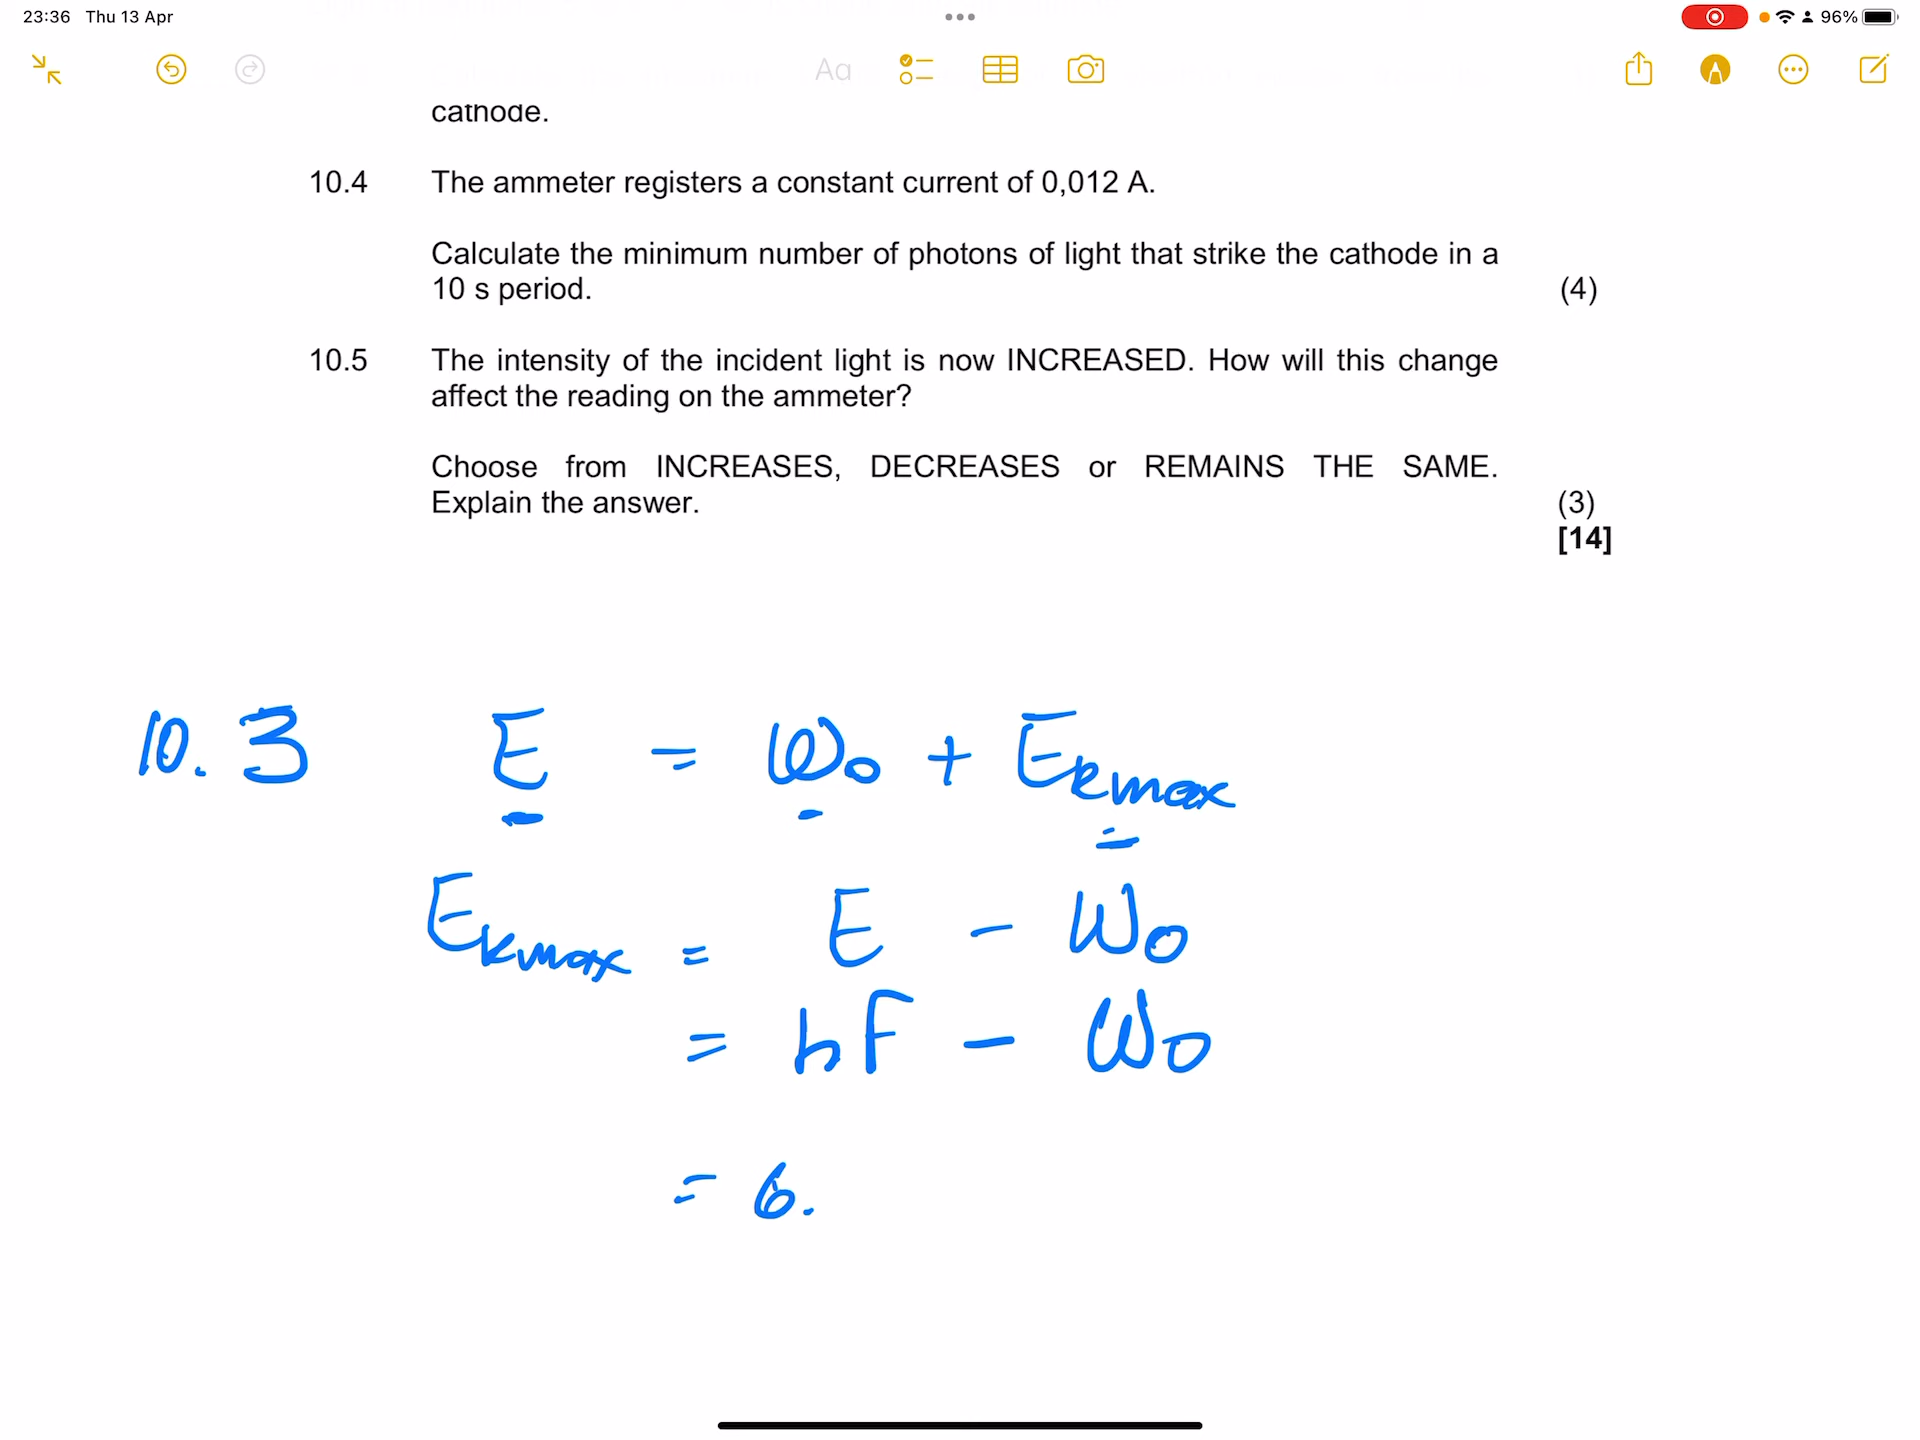 23:36 Thu 13 Apr 96%
Aa
cathode.
10.4 The ammeter registers a constant current of 0,012 A.
Calculate the minimum number of photons of light that strike the cathode in a
10 s period. (4)
10.5 The intensity of the incident light is now INCREASED. How will this change
affect the reading on the ammeter?
Choose from INCREASES, DECREASES or REMAINS THE SAME.
Explain the answer. (3)
[14]
10.3 E = W₀ + Ekmax
Ekmax = E - W₀
= hF - W₀
= 6.